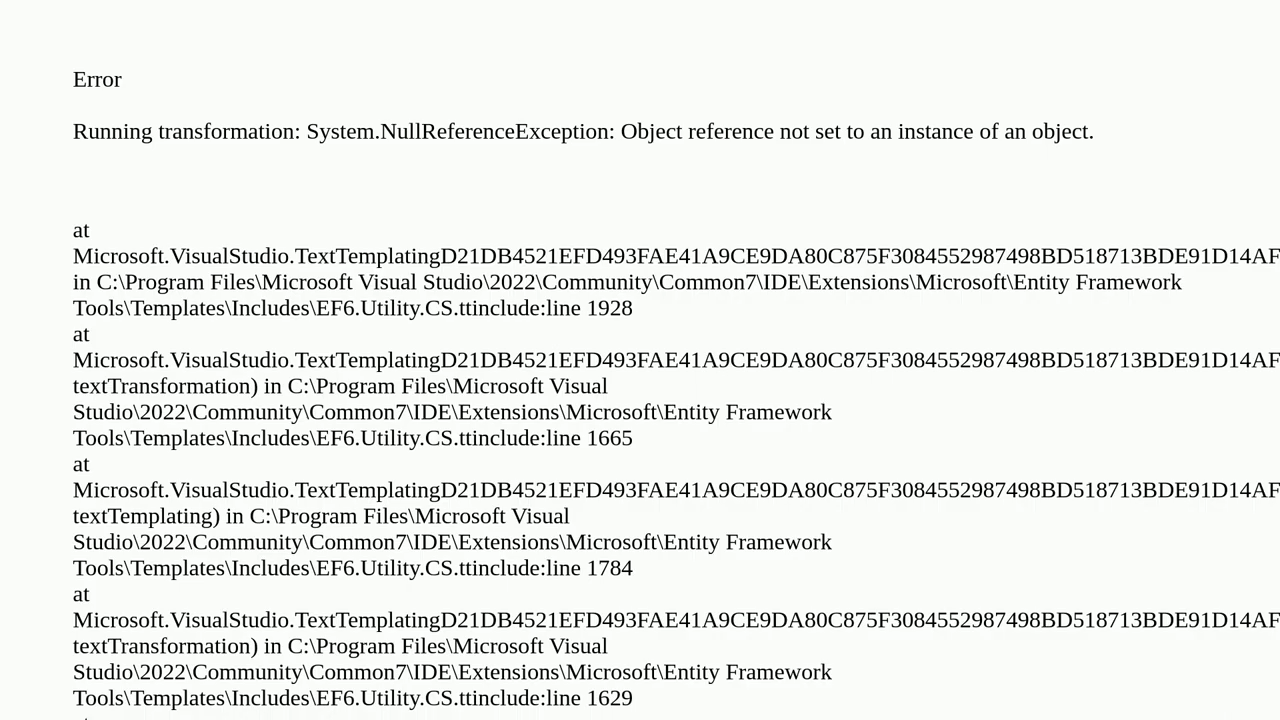 Error
Running transformation: System.NullReferenceException: Object reference not set to an instance of an object.
at
Microsoft.VisualStudio.TextTemplatingD21DB4521EFD493FAE41A9CE9DA80C875F3084552987498BD518713BDE91D14AF
in C:\Program Files\Microsoft Visual Studio\2022\Community\Common7\IDE\Extensions\Microsoft\Entity Framework
Tools\Templates\Includes\EF6.Utility.CS.ttinclude:line 1928
at
Microsoft.VisualStudio.TextTemplatingD21DB4521EFD493FAE41A9CE9DA80C875F3084552987498BD518713BDE91D14AF
textTransformation) in C:\Program Files\Microsoft Visual
Studio\2022\Community\Common7\IDE\Extensions\Microsoft\Entity Framework
Tools\Templates\Includes\EF6.Utility.CS.ttinclude:line 1665
at
Microsoft.VisualStudio.TextTemplatingD21DB4521EFD493FAE41A9CE9DA80C875F3084552987498BD518713BDE91D14AF
textTemplating) in C:\Program Files\Microsoft Visual
Studio\2022\Community\Common7\IDE\Extensions\Microsoft\Entity Framework
Tools\Templates\Includes\EF6.Utility.CS.ttinclude:line 1784
at
Microsoft.VisualStudio.TextTemplatingD21DB4521EFD493FAE41A9CE9DA80C875F3084552987498BD518713BDE91D14AF
textTransformation) in C:\Program Files\Microsoft Visual
Studio\2022\Community\Common7\IDE\Extensions\Microsoft\Entity Framework
Tools\Templates\Includes\EF6.Utility.CS.ttinclude:line 1629